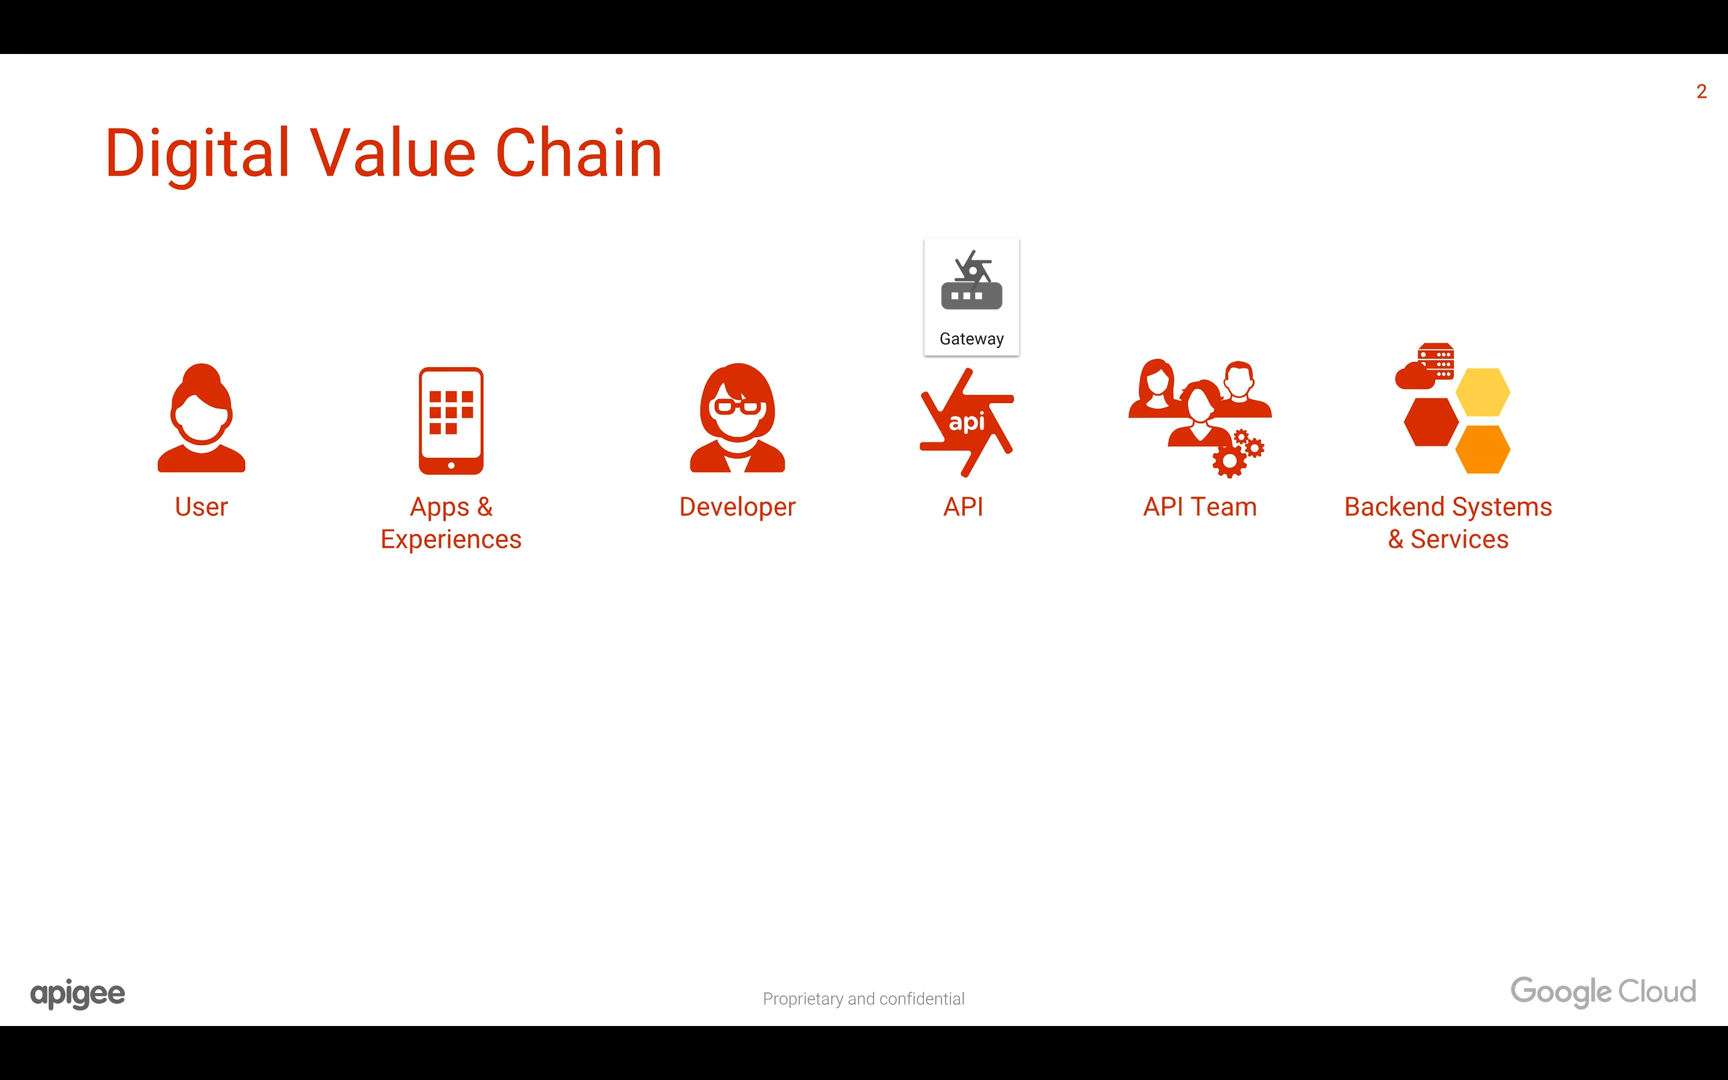 2
Digital Value Chain
Gateway
api
User
Apps &
Experiences
Developer
API
API Team
Backend Systems
& Services
apigee
Proprietary and confidential
Google Cloud